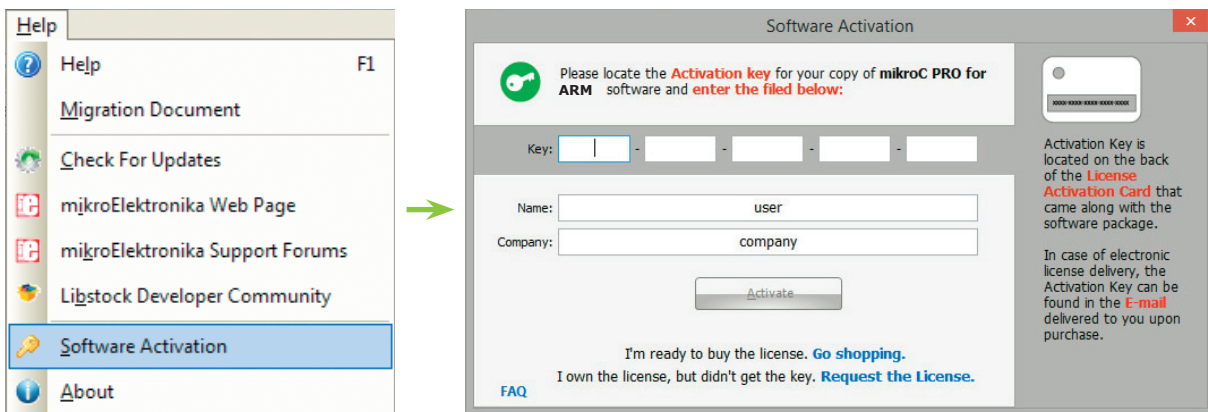 Help
Help F1
Migration Document
Check For Updates
mikroElektronika Web Page
mikroElektronika Support Forums
Libstock Developer Community
Software Activation
About
Software Activation
Please locate the Activation key for your copy of mikroC PRO for
ARM software and enter the filed below:
Key: - - - -
Name: user
Company: company
Activate
I'm ready to buy the license. Go shopping.
I own the license, but didn't get the key. Request the License.
FAQ
XXXX-XXXX-XXXX-XXXX-XXXX
Activation Key is
located on the back
of the License
Activation Card that
came along with the
software package.
In case of electronic
license delivery, the
Activation Key can be
found in the E-mail
delivered to you upon
purchase.